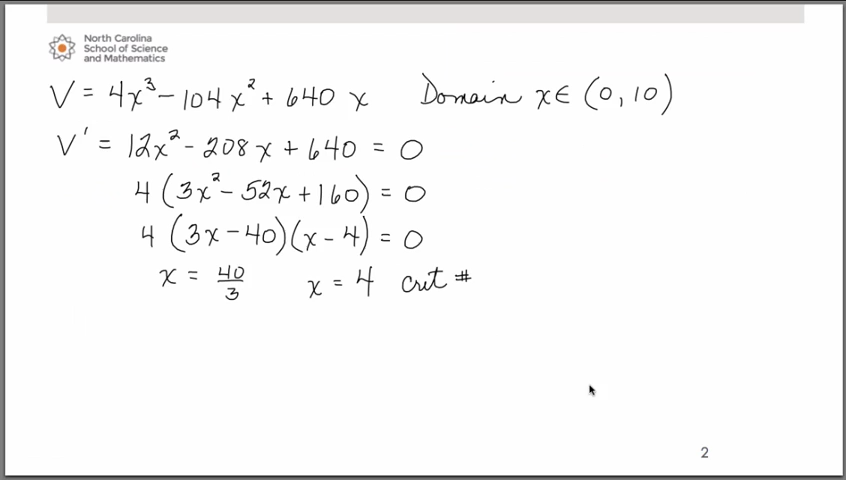 North Carolina
School of Science
and Mathematics
V = 4x³ - 104x² + 640x Domain x∈ (0, 10)
V' = 12x² - 208x + 640 = 0
4 (3x² - 52x + 160) = 0
4 (3x - 40)(x - 4) = 0
x = 40/3 x = 4 crit #
2